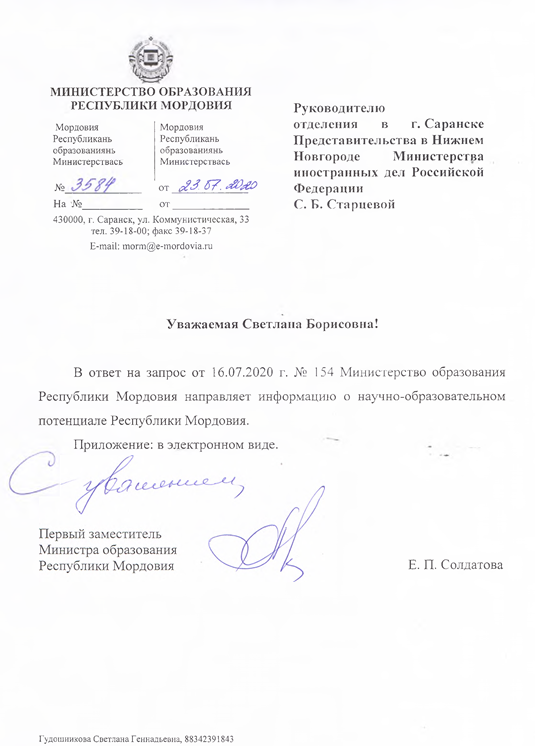 МИНИСТЕРСТВО ОБРАЗОВАНИЯ
РЕСПУБЛИКИ МОРДОВИЯ
Мордовия
Республикань
образованиянь
Министерствась
Мордовия
Республикань
образованиянь
Министерствась
№ 3584 от 23.07.2020
На № от
430000, г. Саранск, ул. Коммунистическая, 33
тел. 39-18-00; факс 39-18-37
E-mail: morm@e-mordovia.ru
Руководителю
отделения в г. Саранске
Представительства в Нижнем
Новгороде Министерства
иностранных дел Российской
Федерации
С. Б. Старцевой
Уважаемая Светлана Борисовна!
В ответ на запрос от 16.07.2020 г. № 154 Министерство образования
Республики Мордовия направляет информацию о научно-образовательном
потенциале Республики Мордовия.
Приложение: в электронном виде.
С уважением,
Первый заместитель
Министра образования
Республики Мордовия
Е. П. Солдатова
Гудошникова Светлана Геннадьевна, 88342391843